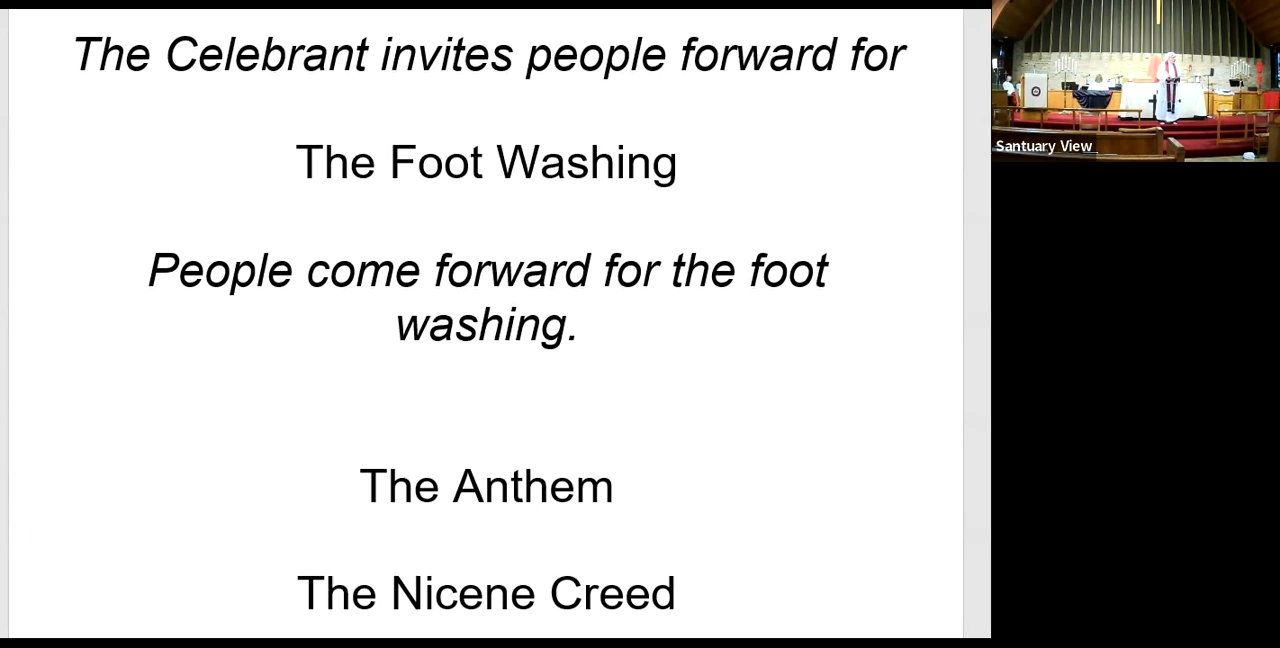 The Celebrant invites people forward for
The Foot Washing
People come forward for the foot
washing.
The Anthem
The Nicene Creed
Santuary View